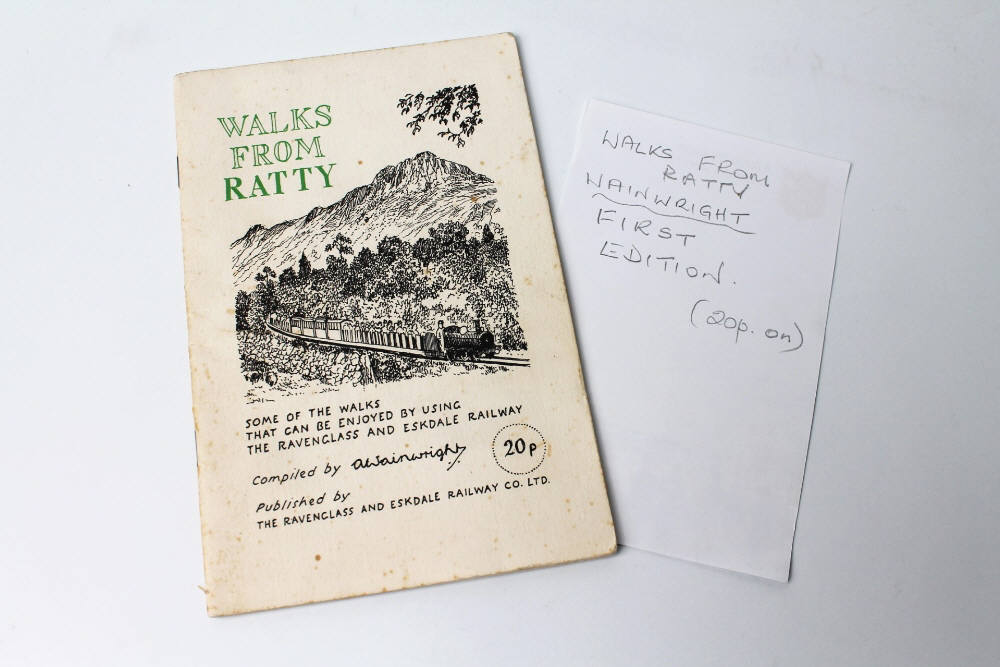 WALKS
FROM
RATTY
SOME OF THE WALKS
THAT CAN BE ENJOYED BY USING
THE RAVENGLASS AND ESKDALE RAILWAY
Compiled by AWainwright
20p
Published by
THE RAVENGLASS AND ESKDALE RAILWAY CO. LTD.
WALKS FROM
RATTY
WAINWRIGHT
FIRST
EDITION.
(20p. on)